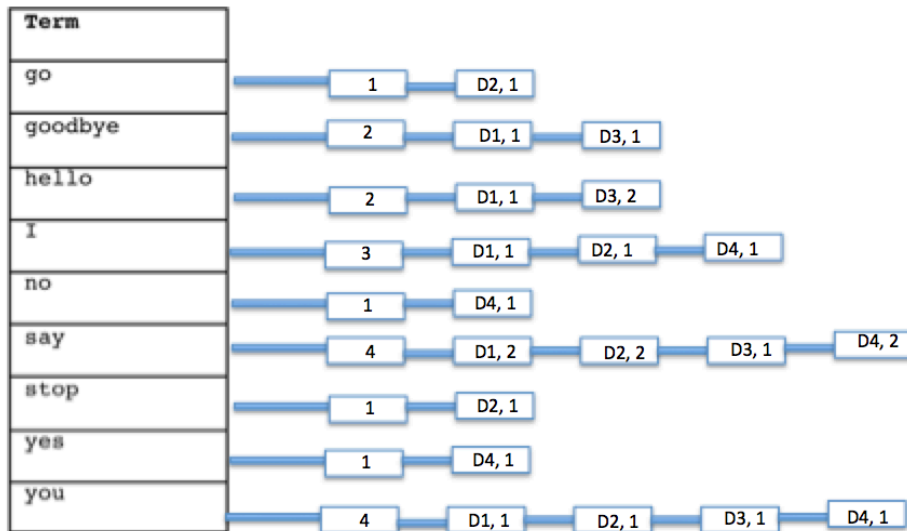 Term
go 1 D2, 1
goodbye 2 D1, 1 D3, 1
hello 2 D1, 1 D3, 2
I 3 D1, 1 D2, 1 D4, 1
no 1 D4, 1
say 4 D1, 2 D2, 2 D3, 1 D4, 2
stop 1 D2, 1
yes 1 D4, 1
you 4 D1, 1 D2, 1 D3, 1 D4, 1